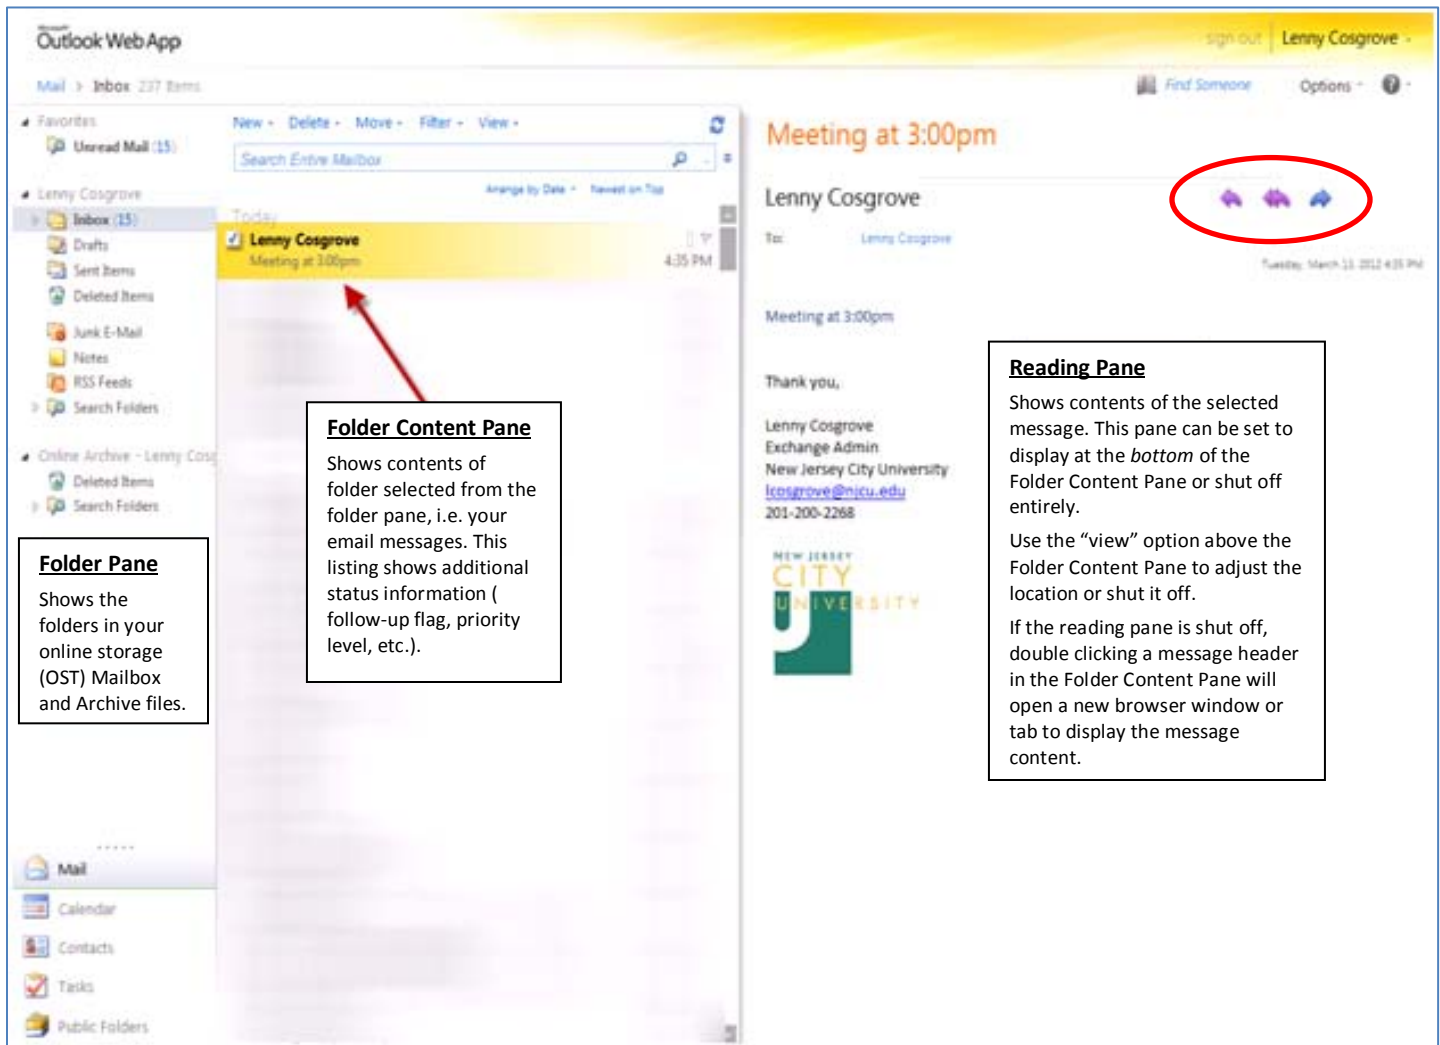 Microsoft
Outlook Web App
sign out | Lenny Cosgrove
Mail > Inbox 237 Items
Find Someone
Options
Favorites
Unread Mail (15)
Lenny Cosgrove
Inbox (15)
Drafts
Sent Items
Deleted Items
Junk E-Mail
Notes
RSS Feeds
Search Folders
Online Archive - Lenny Cosg
Deleted Items
Search Folders
Folder Pane
Shows the
folders in your
online storage
(OST) Mailbox
and Archive files.
Mail
Calendar
Contacts
Tasks
Public Folders
New Delete Move Filter View
Search Entire Mailbox
Arrange by Date Newest on Top
Today
Lenny Cosgrove
Meeting at 3:00pm 4:35 PM
Folder Content Pane
Shows contents of
folder selected from the
folder pane, i.e. your
email messages. This
listing shows additional
status information (
follow-up flag, priority
level, etc.).
Meeting at 3:00pm
Lenny Cosgrove
To: Lenny Cosgrove
Tuesday, March 13, 2012 4:35 PM
Meeting at 3:00pm
Thank you,
Lenny Cosgrove
Exchange Admin
New Jersey City University
lcosgrove@njcu.edu
201-200-2268
NEW JERSEY
CITY
UNIVERSITY
Reading Pane
Shows contents of the selected
message. This pane can be set to
display at the bottom of the
Folder Content Pane or shut off
entirely.
Use the “view” option above the
Folder Content Pane to adjust the
location or shut it off.
If the reading pane is shut off,
double clicking a message header
in the Folder Content Pane will
open a new browser window or
tab to display the message
content.